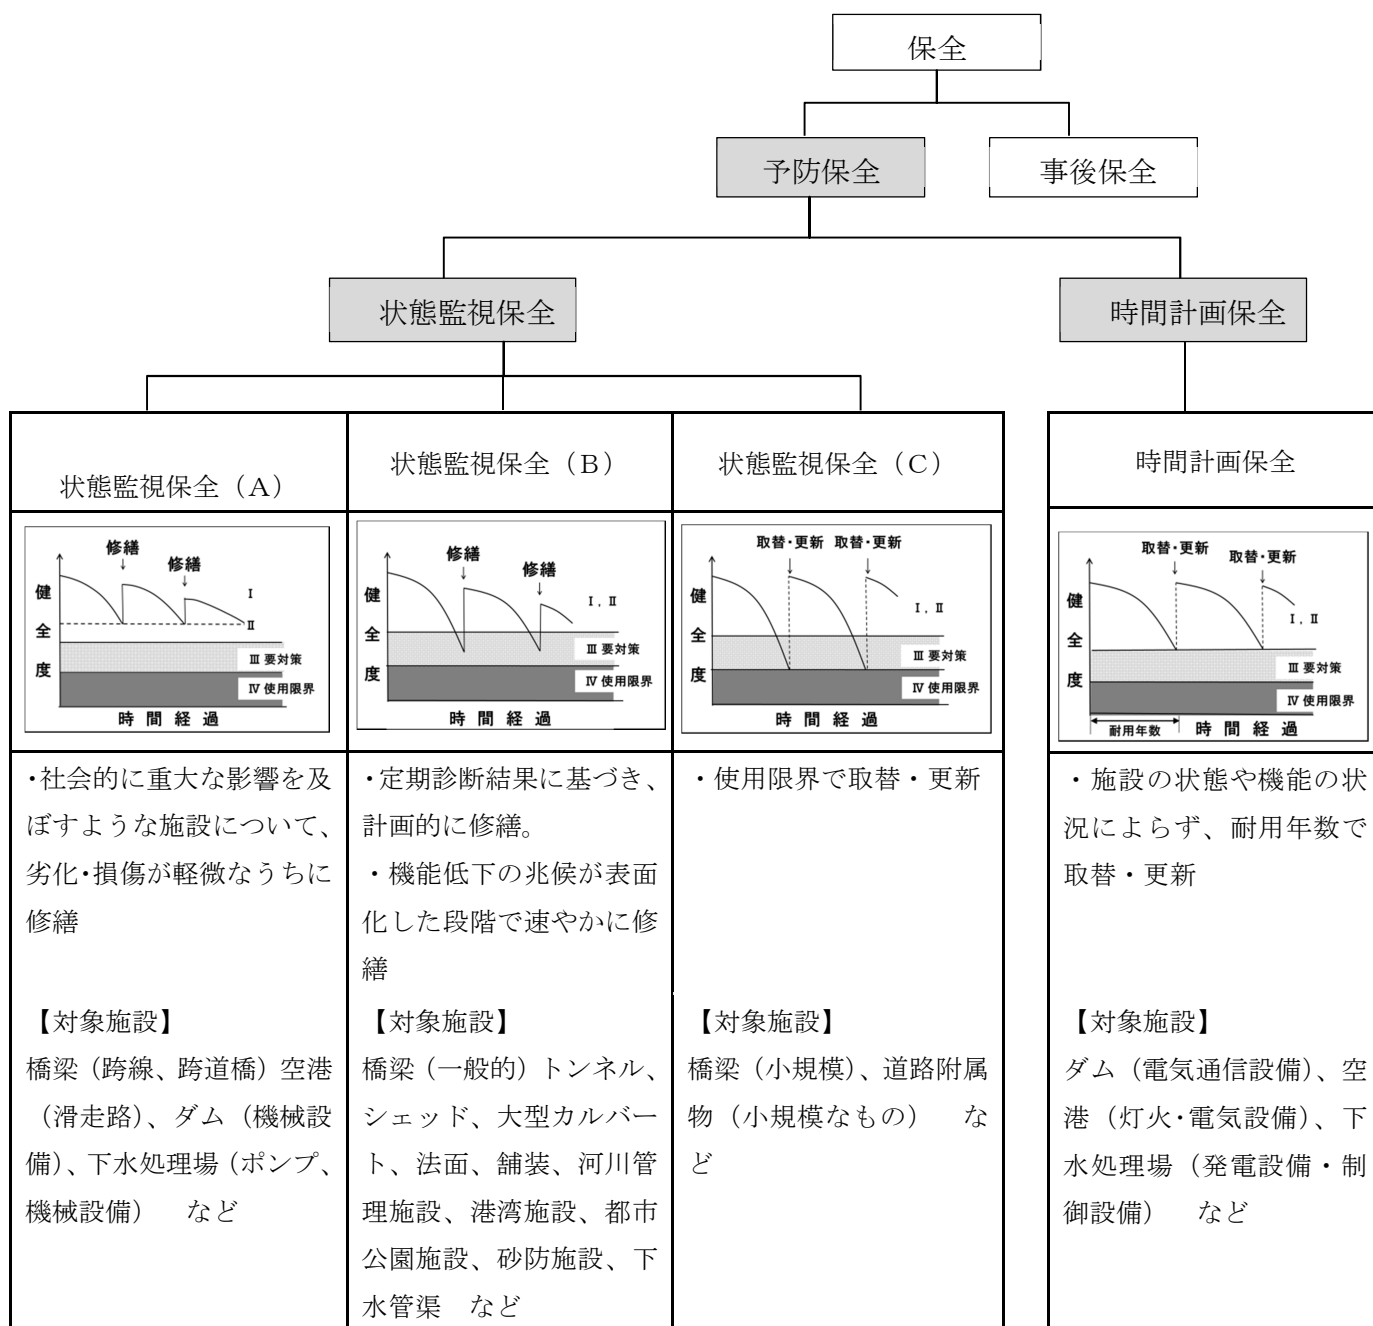 保全
予防保全
事後保全
状態監視保全
時間計画保全
状態監視保全（A）
状態監視保全（B）
状態監視保全（C）
時間計画保全
修繕
修繕
健全度
Ⅰ
Ⅱ
Ⅲ 要対策
Ⅳ 使用限界
時間経過
修繕
修繕
健全度
Ⅰ，Ⅱ
Ⅲ 要対策
Ⅳ 使用限界
時間経過
取替・更新 取替・更新
健全度
Ⅰ，Ⅱ
Ⅲ 要対策
Ⅳ 使用限界
時間経過
取替・更新
取替・更新
健全度
Ⅰ，Ⅱ
Ⅲ 要対策
Ⅳ 使用限界
耐用年数
時間経過
・社会的に重大な影響を及
ぼすような施設について、
劣化・損傷が軽微なうちに
修繕
【対象施設】
橋梁（跨線、跨道橋）空港
（滑走路）、ダム（機械設
備）、下水処理場（ポンプ、
機械設備）　など
・定期診断結果に基づき、
計画的に修繕。
・機能低下の兆候が表面
化した段階で速やかに修
繕
【対象施設】
橋梁（一般的）トンネル、
シェッド、大型カルバー
ト、法面、舗装、河川管
理施設、港湾施設、都市
公園施設、砂防施設、下
水管渠　など
・使用限界で取替・更新
【対象施設】
橋梁（小規模）、道路附属
物（小規模なもの）　な
ど
・施設の状態や機能の状
況によらず、耐用年数で
取替・更新
【対象施設】
ダム（電気通信設備）、空
港（灯火・電気設備）、下
水処理場（発電設備・制
御設備）　など